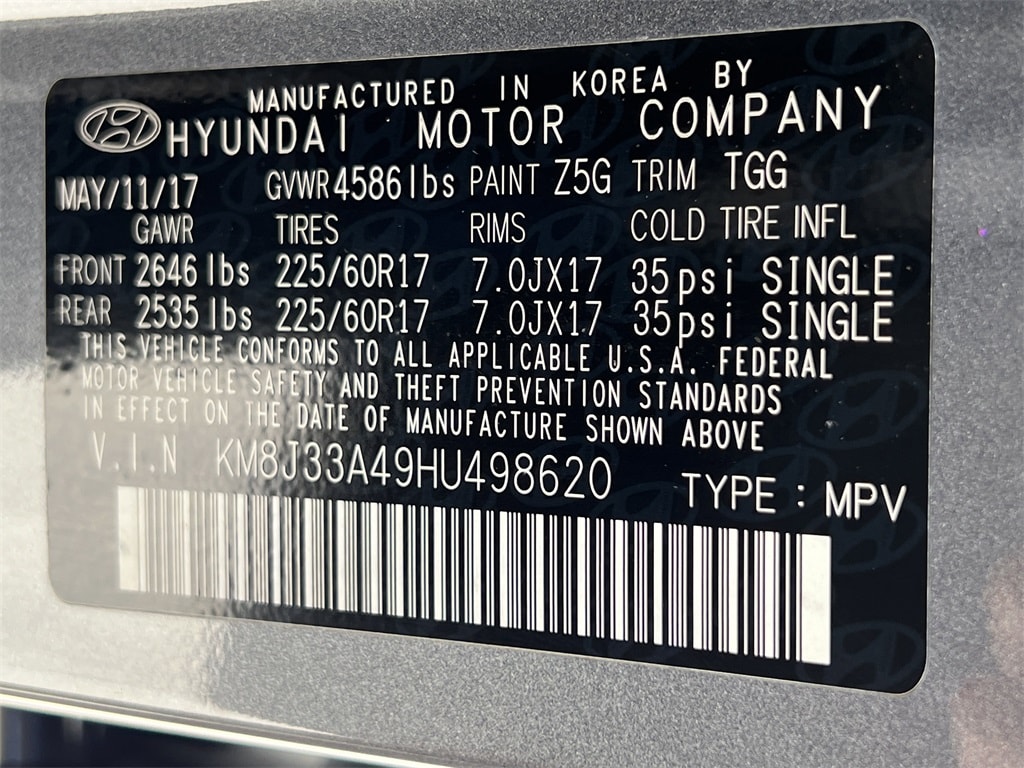 MANUFACTURED IN KOREA BY
HYUNDAI MOTOR COMPANY
MAY/11/17 GVWR 4586 lbs PAINT Z5G TRIM TGG
GAWR TIRES RIMS COLD TIRE INFL
FRONT 2646 lbs 225/60R17 7.0JX17 35psi SINGLE
REAR 2535 lbs 225/60R17 7.0JX17 35psi SINGLE
THIS VEHICLE CONFORMS TO ALL APPLICABLE U.S.A. FEDERAL
MOTOR VEHICLE SAFETY AND THEFT PREVENTION STANDARDS
IN EFFECT ON THE DATE OF MANUFACTURE SHOWN ABOVE
V.I.N KM8J33A49HU498620 TYPE : MPV